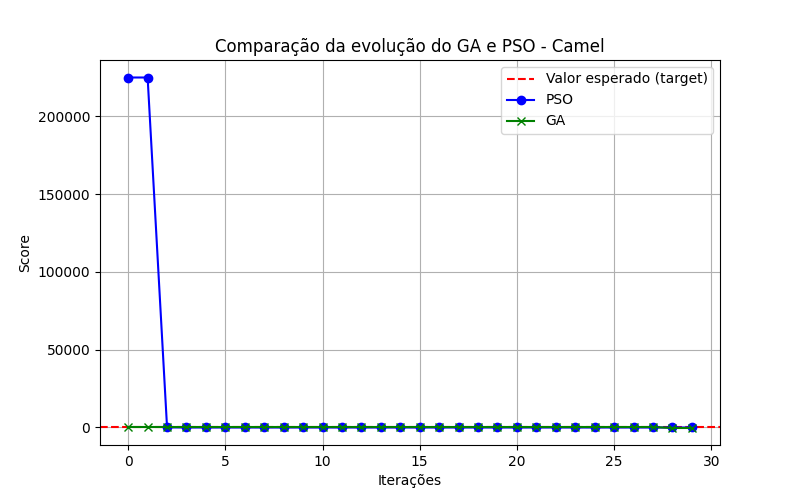 Comparação da evolução do GA e PSO - Camel
Valor esperado (target)
PSO
GA
Score
200000
150000
100000
50000
0
0 5 10 15 20 25 30
Iterações